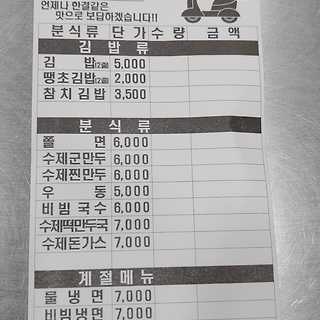 언제나 한결같은
맛으로 보답하겠습니다!!
분식류 단가 수량 금액
김밥류
김 밥(2줄) 5,000
땡초김밥(2줄) 2,000
참치김밥 3,500
분식류
쫄 면 6,000
수제군만두 6,000
수제찐만두 6,000
우 동 5,000
비빔국수 6,000
수제떡만두국 7,000
수제돈가스 7,000
계절메뉴
물냉면 7,000
비빔냉면 7,000